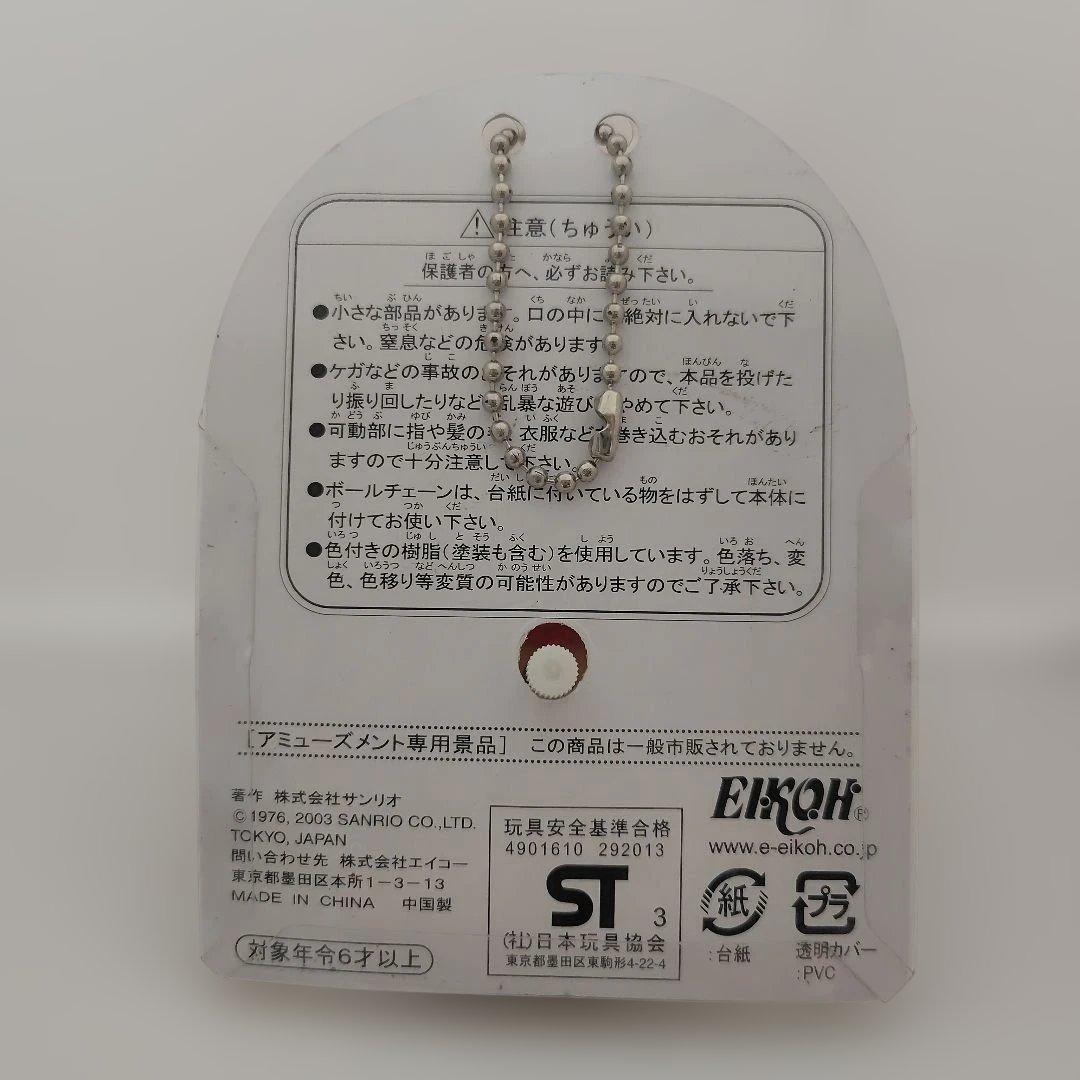 注意(ちゅうい)
保護者の方へ、必ずお読み下さい。
●小さな部品があります。口の中に絶対に入れないで下
さい。窒息などの危険があります
●ケガなどの事故のおそれがありますので、本品を投げた
り振り回したりなど乱暴な遊びやめて下さい。
●可動部に指や髪の、衣服など巻き込むおそれがあり
ますので十分注意して下さい。
●ボールチェーンは、台紙に付いている物をはずして本体に
付けてお使い下さい。
●色付きの樹脂(塗装も含む)を使用しています。色落ち、変
色、色移り等変質の可能性がありますのでご了承下さい。
[アミューズメント専用景品] この商品は一般市販されておりません。
著作 株式会社サンリオ
© 1976, 2003 SANRIO CO.,LTD.
TOKYO, JAPAN
問い合わせ先 株式会社エイコー
東京都墨田区本所1-3-13
MADE IN CHINA 中国製
対象年令6才以上
玩具安全基準合格
4901610 292013
ST 3
(社)日本玩具協会
東京都墨田区東駒形4-22-4
EIKOH®
www.e-eikoh.co.jp
紙 プラ
:台紙 透明カバー
:PVC